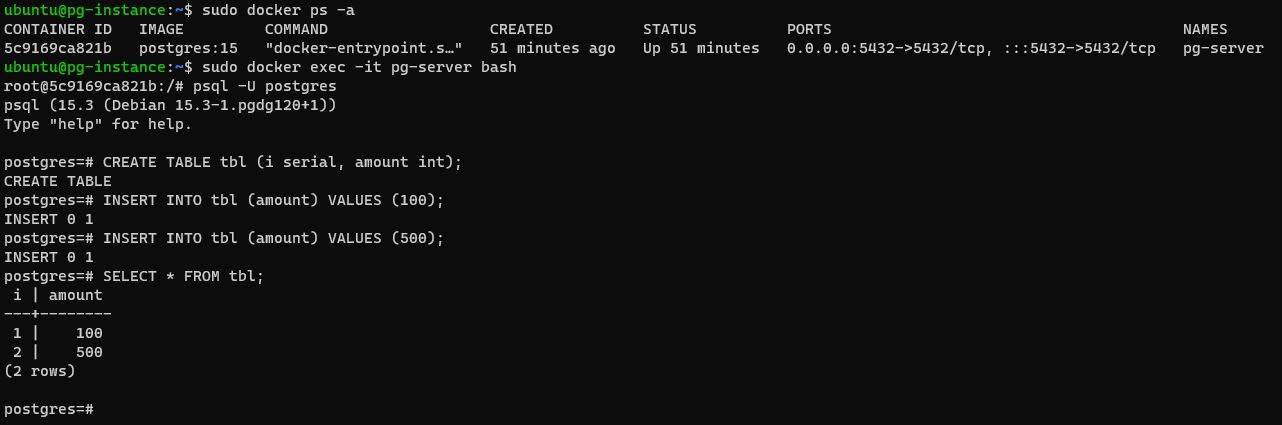 ubuntu@pg-instance:~$ sudo docker ps -a
CONTAINER ID   IMAGE         COMMAND                  CREATED          STATUS          PORTS                                       NAMES
5c9169ca821b   postgres:15   "docker-entrypoint.s…"   51 minutes ago   Up 51 minutes   0.0.0.0:5432->5432/tcp, :::5432->5432/tcp   pg-server
ubuntu@pg-instance:~$ sudo docker exec -it pg-server bash
root@5c9169ca821b:/# psql -U postgres
psql (15.3 (Debian 15.3-1.pgdg120+1))
Type "help" for help.

postgres=# CREATE TABLE tbl (i serial, amount int);
CREATE TABLE
postgres=# INSERT INTO tbl (amount) VALUES (100);
INSERT 0 1
postgres=# INSERT INTO tbl (amount) VALUES (500);
INSERT 0 1
postgres=# SELECT * FROM tbl;
 i | amount
---+--------
 1 |    100
 2 |    500
(2 rows)

postgres=#